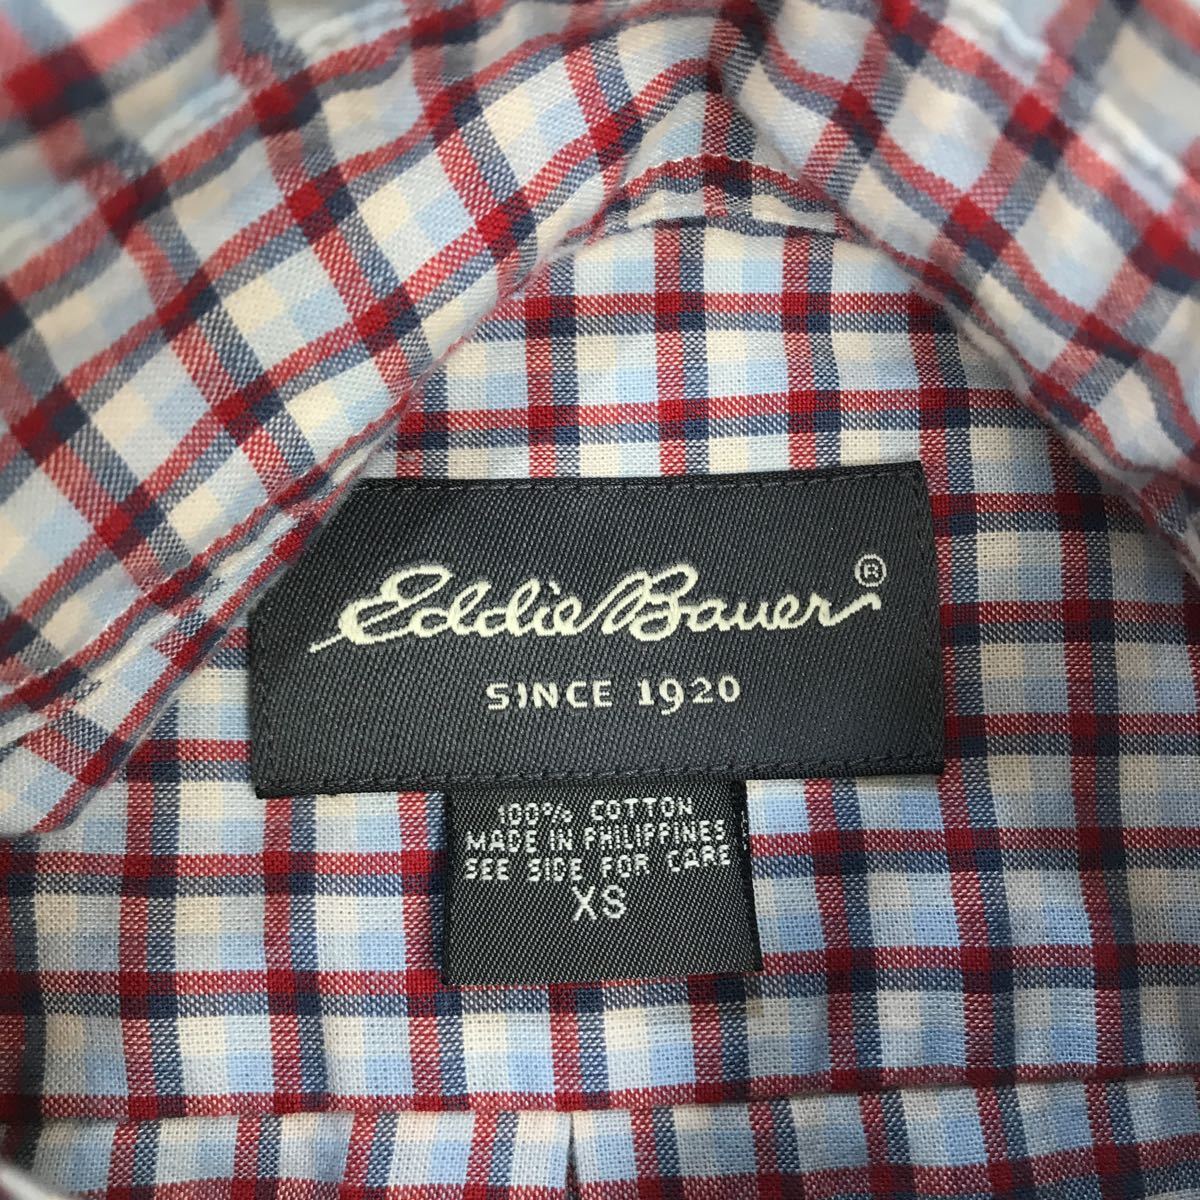 Eddie Bauer®
SINCE 1920
100% COTTON
MADE IN PHILIPPINES
SEE SIDE FOR CARE
XS